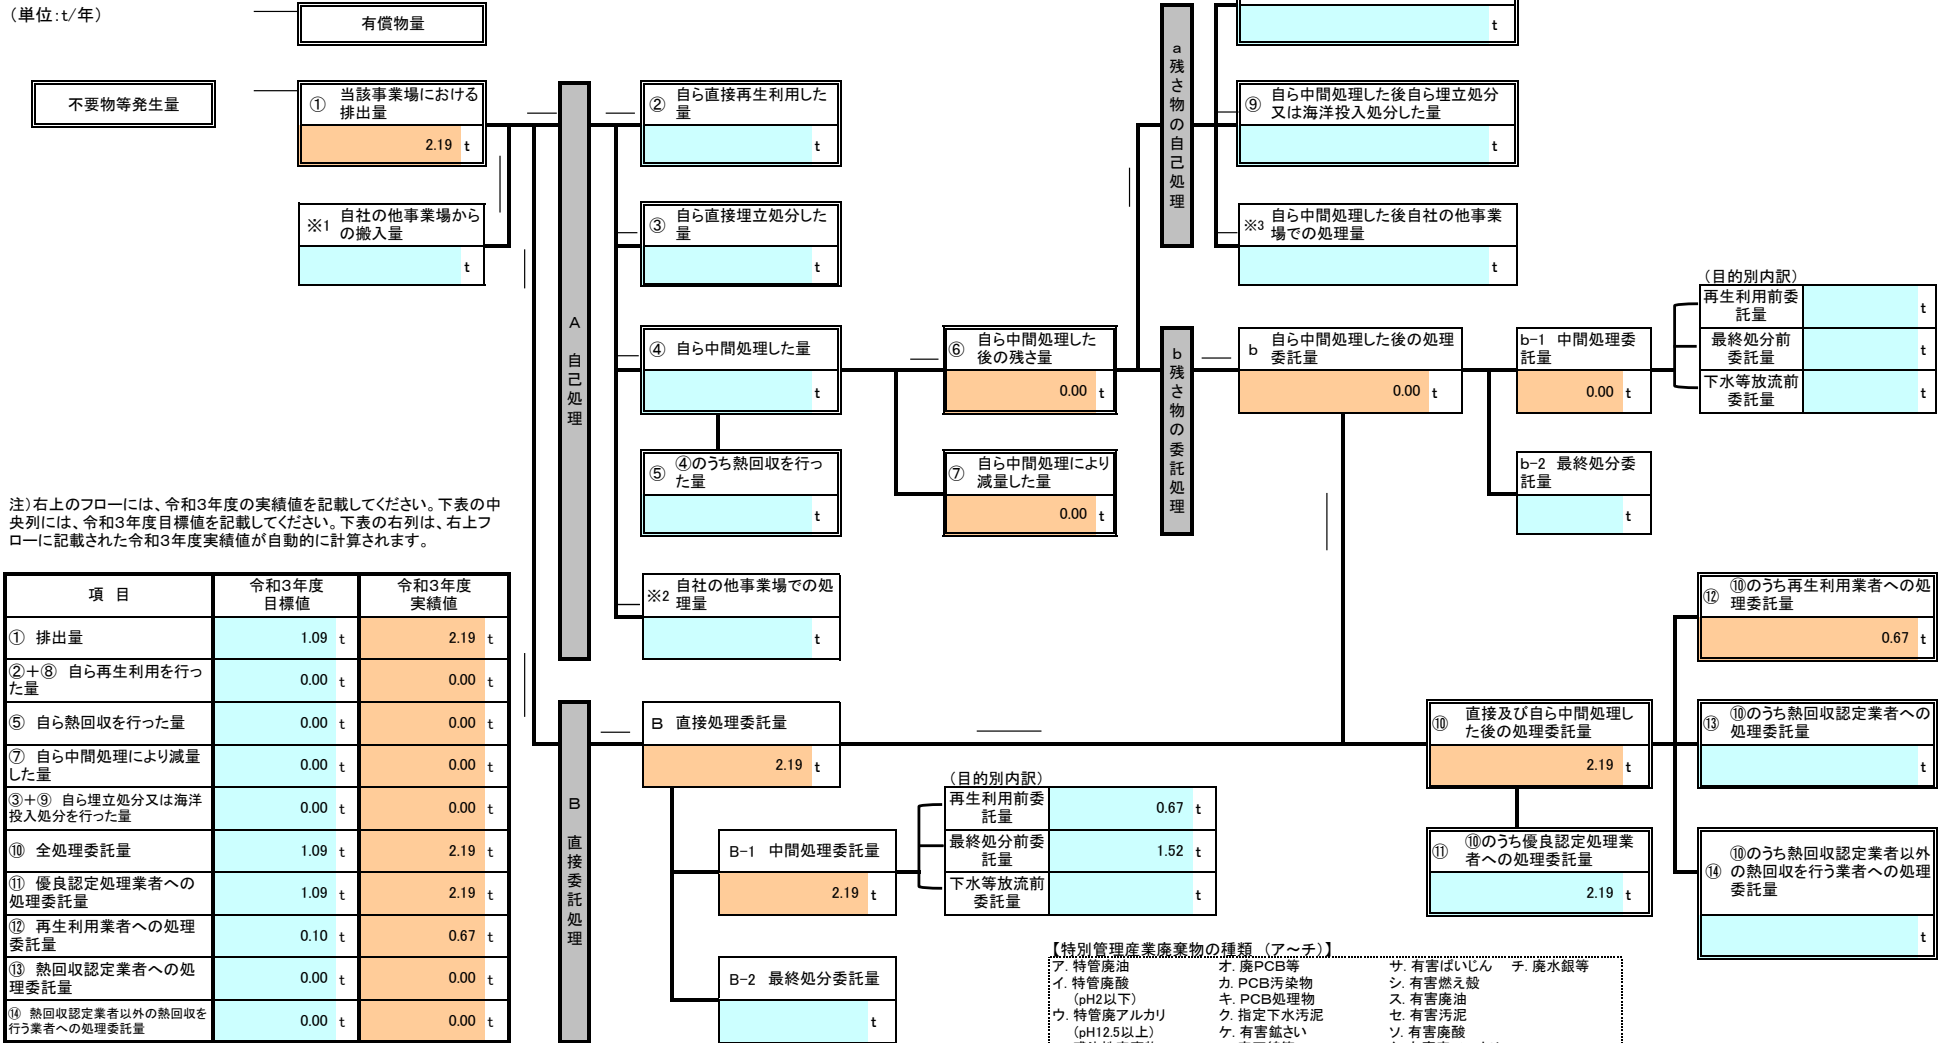 (単位:t/年)
有償物量
t
不要物等発生量
① 当該事業場における
排出量
2.19 t
※1 自社の他事業場から
の搬入量
t
A 自己処理
② 自ら直接再生利用した
量
t
③ 自ら直接埋立処分した
量
t
④ 自ら中間処理した量
t
⑤ ④のうち熱回収を行っ
た量
t
※2 自社の他事業場での処
理量
t
⑥ 自ら中間処理した
後の残さ量
0.00 t
⑦ 自ら中間処理により
減量した量
0.00 t
a 残さ物の自己処理
⑨ 自ら中間処理した後自ら埋立処分
又は海洋投入処分した量
t
※3 自ら中間処理した後自社の他事業
場での処理量
t
b 残さ物の委託処理
b 自ら中間処理した後の処理
委託量
0.00 t
b-1 中間処理委
託量
0.00 t
b-2 最終処分委
託量
t
(目的別内訳)
再生利用前委
託量
t
最終処分前
委託量
t
下水等放流前
委託量
t
注)右上のフローには、令和3年度の実績値を記載してください。下表の中
央列には、令和3年度目標値を記載してください。下表の右列は、右上フ
ローに記載された令和3年度実績値が自動的に計算されます。
項 目 令和3年度 令和3年度
目標値 実績値
① 排出量 1.09 t 2.19 t
②+⑧ 自ら再生利用を行っ
た量 0.00 t 0.00 t
⑤ 自ら熱回収を行った量 0.00 t 0.00 t
⑦ 自ら中間処理により減量
した量 0.00 t 0.00 t
③+⑨ 自ら埋立処分又は海洋
投入処分を行った量 0.00 t 0.00 t
⑩ 全処理委託量 1.09 t 2.19 t
⑪ 優良認定処理業者への
処理委託量 1.09 t 2.19 t
⑫ 再生利用業者への処理
委託量 0.10 t 0.67 t
⑬ 熱回収認定業者への処
理委託量 0.00 t 0.00 t
⑭ 熱回収認定業者以外の熱回収を
行う業者への処理委託量 0.00 t 0.00 t
B 直接委託処理
B 直接処理委託量
2.19 t
B-1 中間処理委託量
2.19 t
B-2 最終処分委託量
t
(目的別内訳)
再生利用前委
託量
0.67 t
最終処分前委
託量
1.52 t
下水等放流前
委託量
t
⑩ 直接及び自ら中間処理し
た後の処理委託量
2.19 t
⑪ ⑩のうち優良認定処理業
者への処理委託量
2.19 t
⑫ ⑩のうち再生利用業者への処
理委託量
0.67 t
⑬ ⑩のうち熱回収認定業者への
処理委託量
t
⑭ ⑩のうち熱回収認定業者以外
の熱回収を行う業者への処理
委託量
t
【特別管理産業廃棄物の種類 (ア~チ)】
ア. 特管廃油 オ. 廃PCB等 サ. 有害ばいじん チ. 廃水銀等
イ. 特管廃酸 カ. PCB汚染物 シ. 有害燃え殻
(pH2以下) キ. PCB処理物 ス. 有害廃油
ウ. 特管廃アルカリ ク. 指定下水汚泥 セ. 有害汚泥
(pH12.5以上) ケ. 有害鉱さい ソ. 有害廃酸